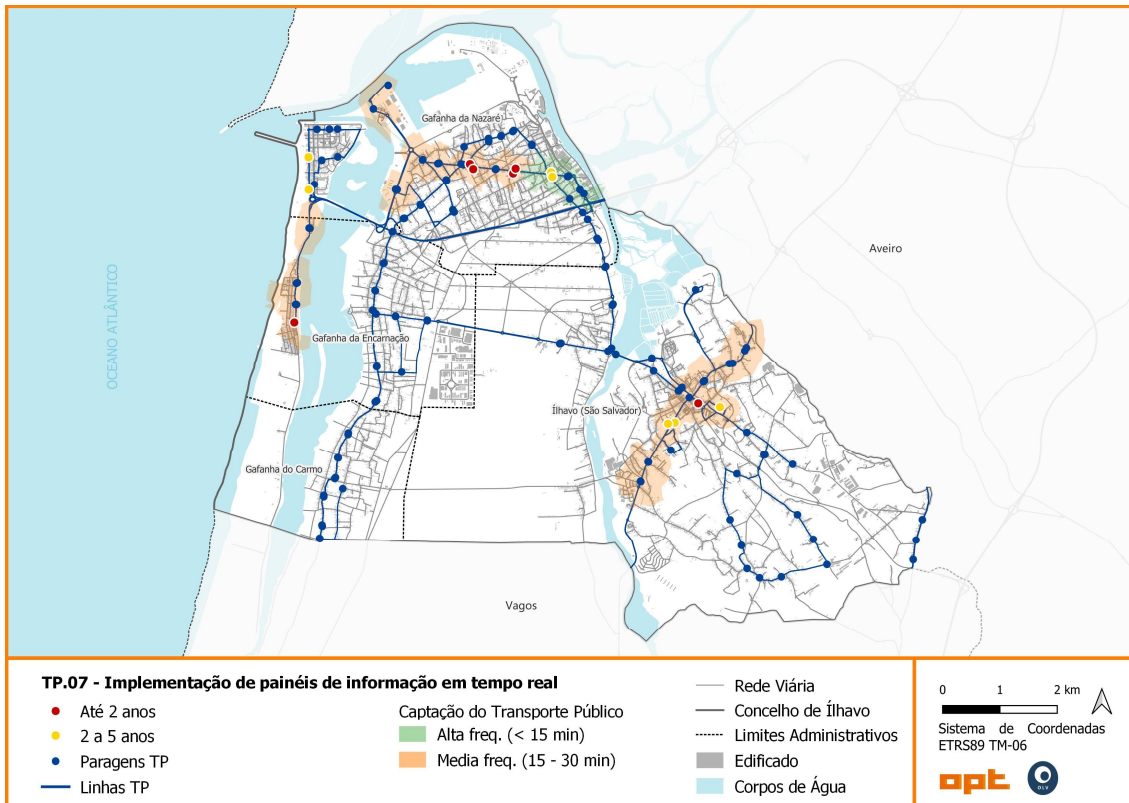 Gafanha da Nazaré
Aveiro
OCEANO ATLÂNTICO
Gafanha da Encarnação
Ílhavo (São Salvador)
Gafanha do Carmo
Vagos
TP.07 - Implementação de painéis de informação em tempo real
Até 2 anos
2 a 5 anos
Paragens TP
Linhas TP
Captação do Transporte Público
Alta freq. (< 15 min)
Media freq. (15 - 30 min)
Rede Viária
Concelho de Ílhavo
Limites Administrativos
Edificado
Corpos de Água
0 1 2 km
Sistema de Coordenadas
ETRS89 TM-06
opt
OLV